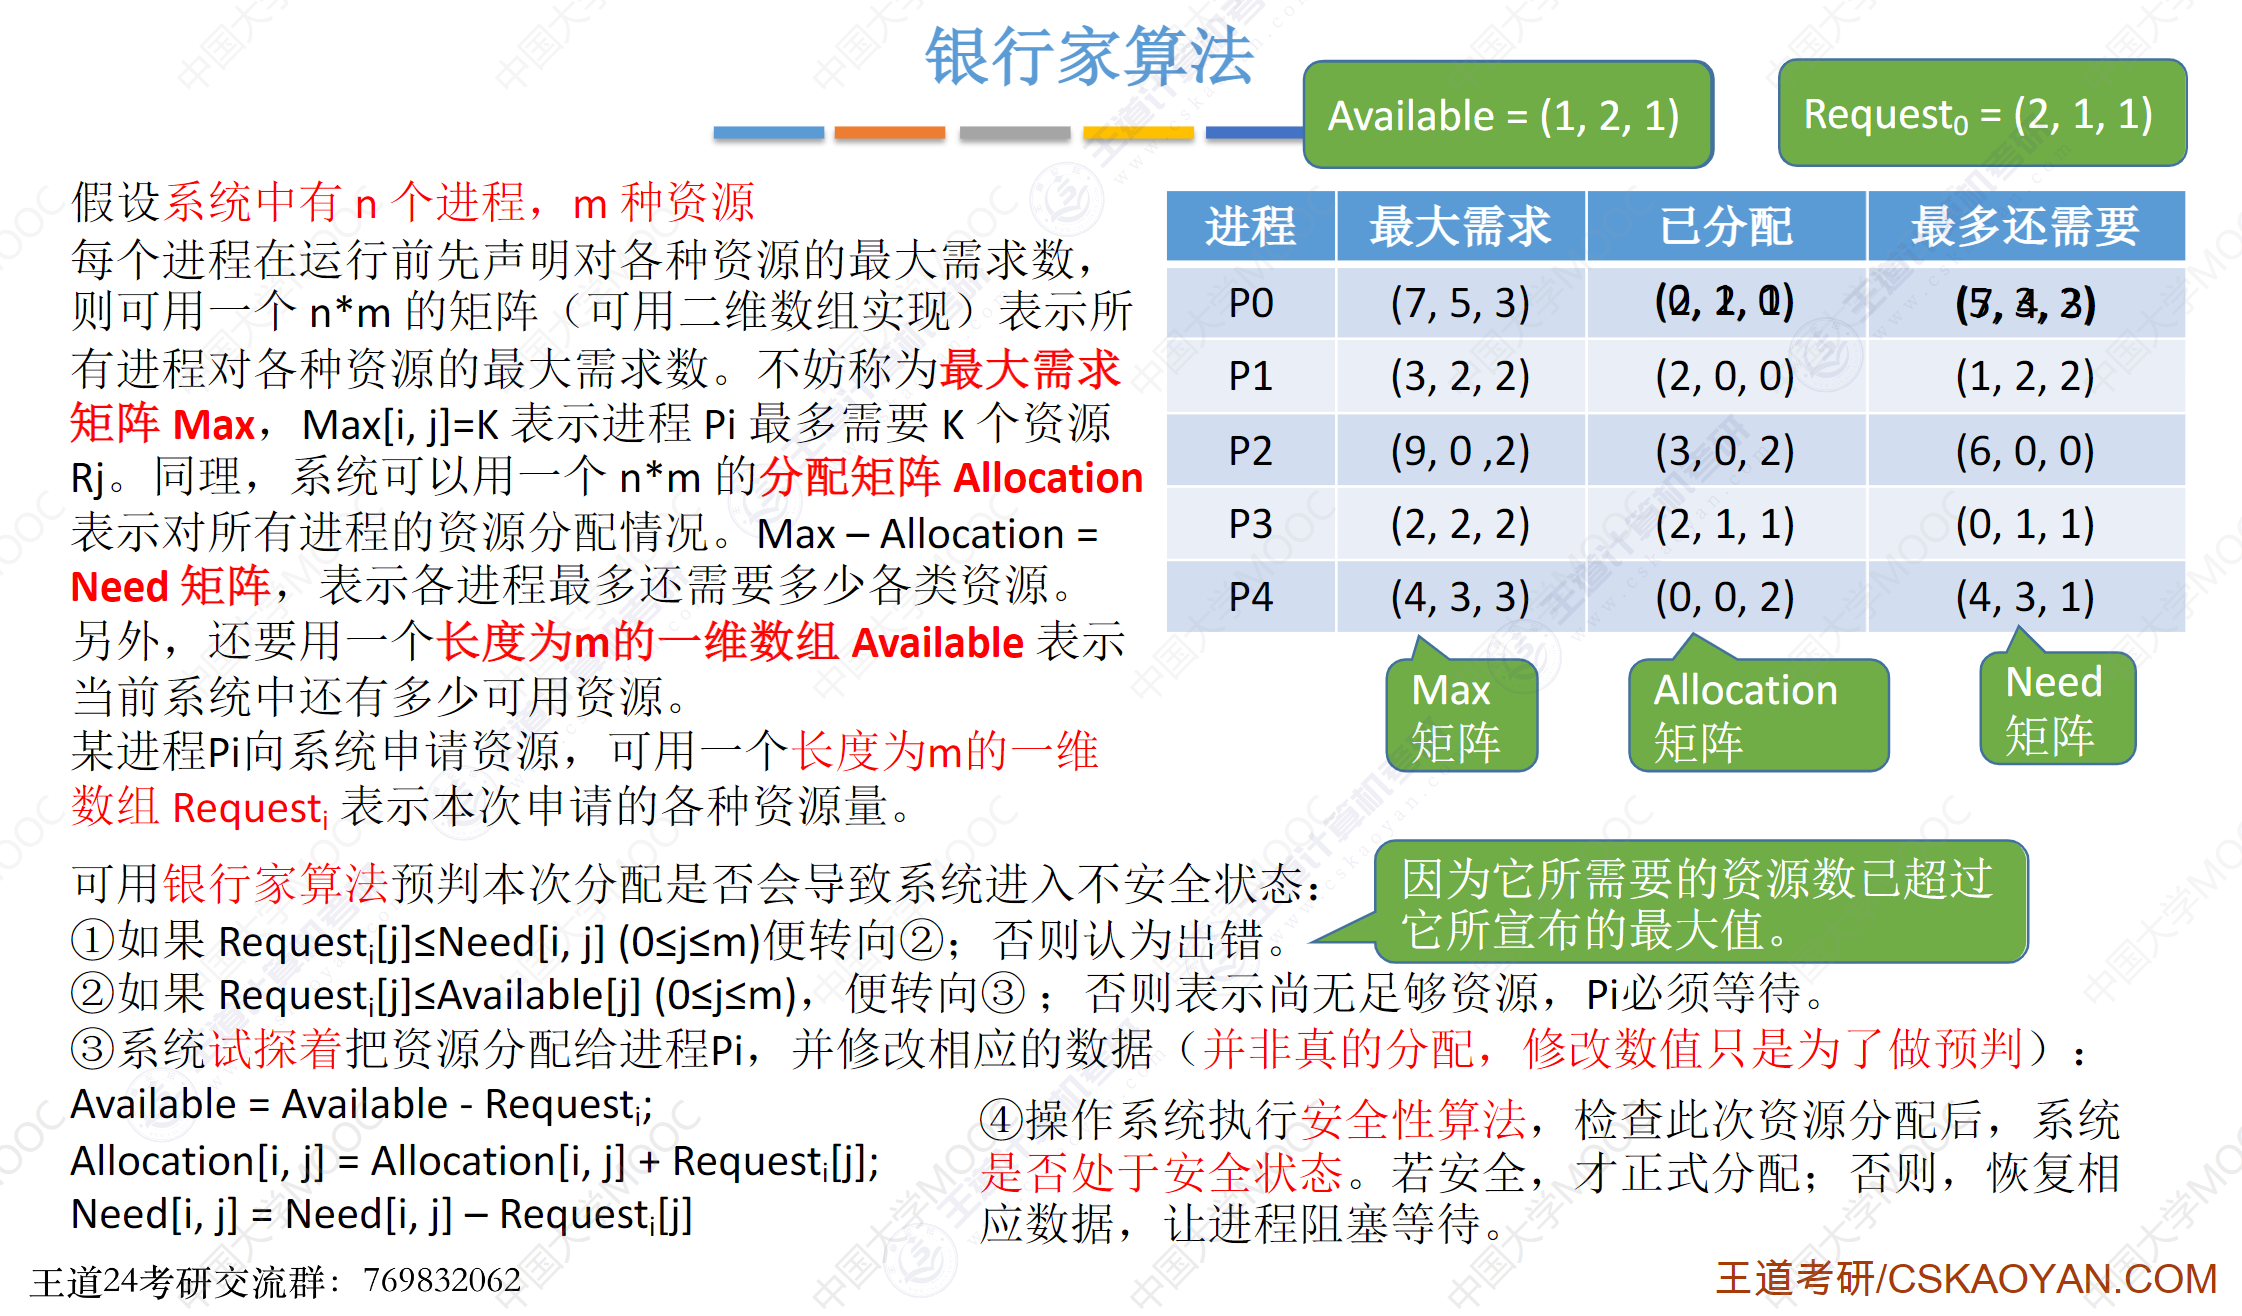 银行家算法
Available = (1, 2, 1)
Request0 = (2, 1, 1)
假设系统中有 n 个进程，m 种资源
每个进程在运行前先声明对各种资源的最大需求数，
则可用一个 n*m 的矩阵（可用二维数组实现）表示所
有进程对各种资源的最大需求数。不妨称为最大需求
矩阵 Max，Max[i, j]=K 表示进程 Pi 最多需要 K 个资源
Rj。同理，系统可以用一个 n*m 的分配矩阵 Allocation
表示对所有进程的资源分配情况。Max – Allocation =
Need 矩阵，表示各进程最多还需要多少各类资源。
另外，还要用一个长度为m的一维数组 Available 表示
当前系统中还有多少可用资源。
某进程Pi向系统申请资源，可用一个长度为m的一维
数组 Requesti 表示本次申请的各种资源量。
进程 最大需求 已分配 最多还需要
P0 (7, 5, 3)
P1 (3, 2, 2) (2, 0, 0) (1, 2, 2)
P2 (9, 0 ,2) (3, 0, 2) (6, 0, 0)
P3 (2, 2, 2) (2, 1, 1) (0, 1, 1)
P4 (4, 3, 3) (0, 0, 2) (4, 3, 1)
Max
矩阵
Allocation
矩阵
Need
矩阵
可用银行家算法预判本次分配是否会导致系统进入不安全状态：
①如果 Requesti[j]≤Need[i, j] (0≤j≤m)便转向②；否则认为出错。
因为它所需要的资源数已超过
它所宣布的最大值。
②如果 Requesti[j]≤Available[j] (0≤j≤m)，便转向③；否则表示尚无足够资源，Pi必须等待。
③系统试探着把资源分配给进程Pi，并修改相应的数据（并非真的分配，修改数值只是为了做预判）：
Available = Available - Requesti;
Allocation[i, j] = Allocation[i, j] + Requesti[j];
Need[i, j] = Need[i, j] – Requesti[j]
④操作系统执行安全性算法，检查此次资源分配后，系统
是否处于安全状态。若安全，才正式分配；否则，恢复相
应数据，让进程阻塞等待。
王道24考研交流群：769832062
王道考研/CSKAOYAN.COM